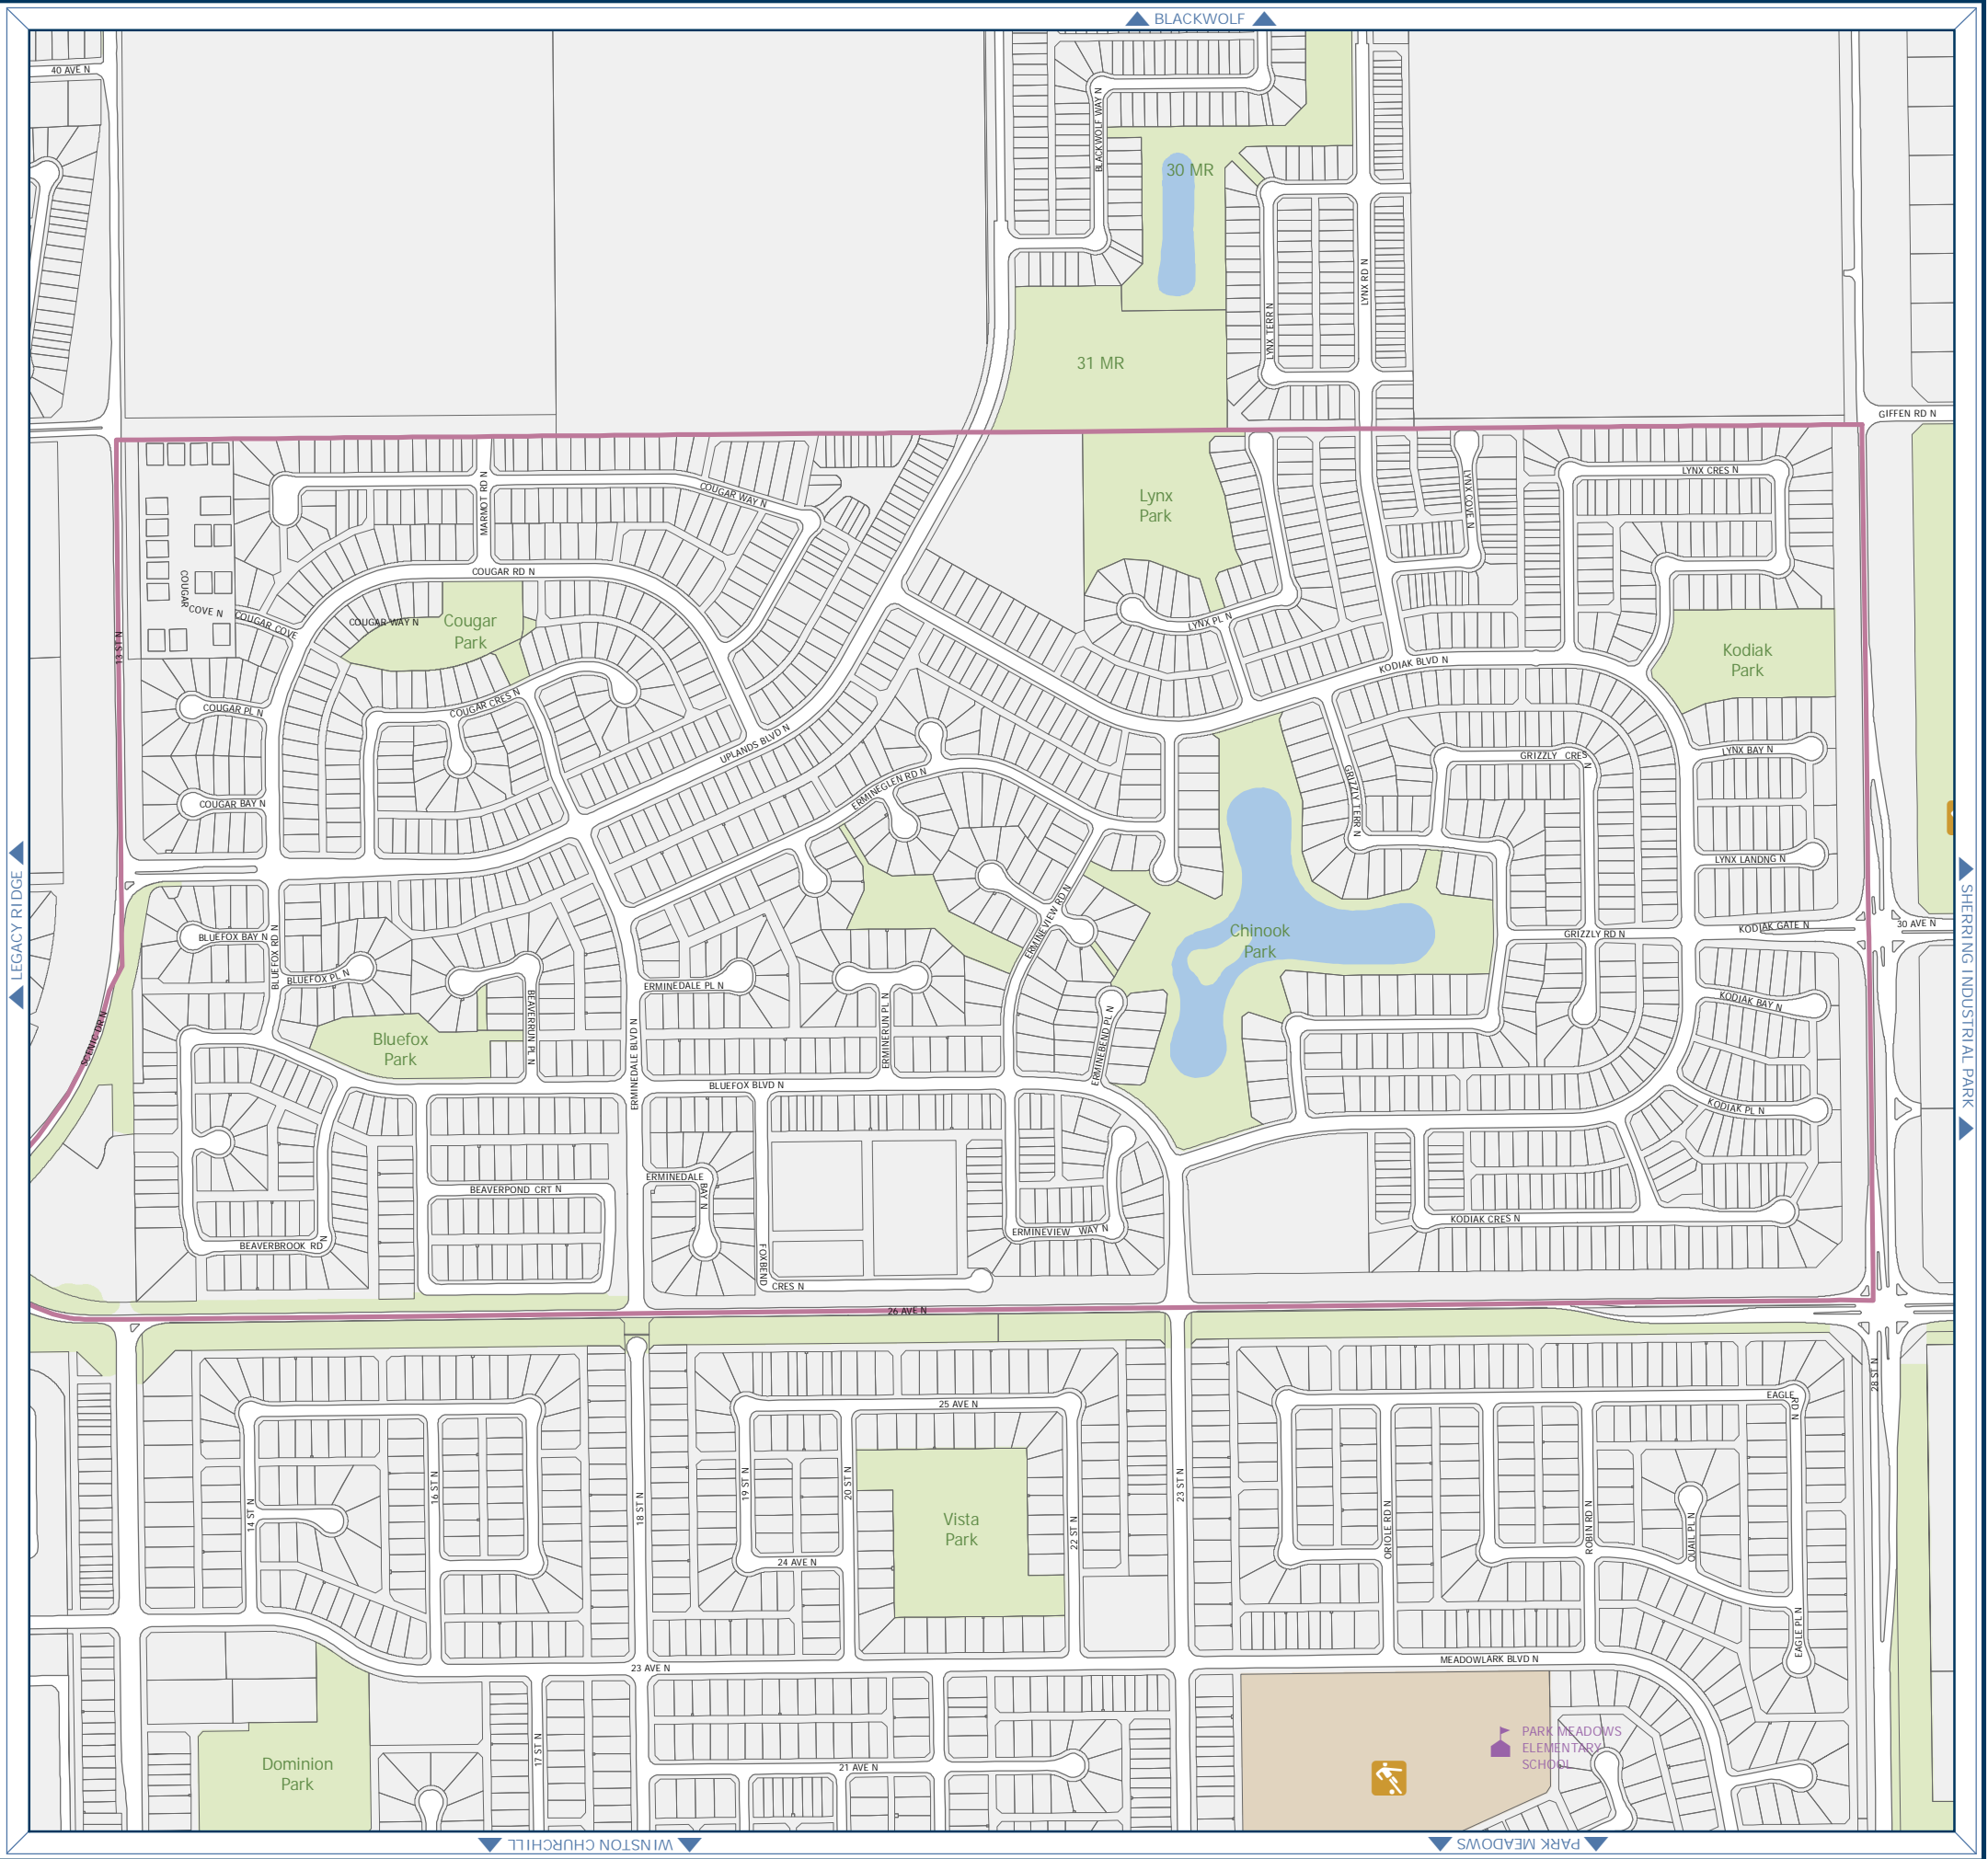 BLACKWOLF
40 AVE N
BLACKWOLF WAY N
30 MR
LYNX RD N
LYNX TERR N
31 MR
GIFFEN RD N
COUGAR WAY N
MARMOT RD N
LYNX CRES N
LYNX COVE N
Lynx
Park
COUGAR RD N
COUGAR
COVE N
COUGAR COVE
COUGAR WAY N
Cougar
Park
LYNX PL N
13 ST N
KODIAK BLVD N
Kodiak
Park
COUGAR PL N
COUGAR CRES N
UPLANDS BLVD N
LYNX BAY N
GRIZZLY CRES
N
GRIZZLY TERR N
ERMINEGLEN RD N
COUGAR BAY N
LYNX LANDNG N
LEGACY RIDGE
SHERRING INDUSTRIAL PARK
BLUEFOX BAY N
BLUEFOX RD N
BLUEFOX PL N
ERMINEVIEW RD N
Chinook
Park
GRIZZLY RD N
KODIAK GATE N
30 AVE N
ERMINEDALE PL N
BEAVERRUN PL N
ERMINERUN PL N
KODIAK BAY N
SCENIC DR N
Bluefox
Park
ERMINEDALE BLVD N
ERMINEBEND PL N
BLUEFOX BLVD N
KODIAK PL N
ERMINEDALE
BAY N
BEAVERPOND CRT N
KODIAK CRES N
ERMINEVIEW WAY N
BEAVERBROOK RD
N
FOXBEND
CRES N
26 AVE N
28 ST N
EAGLE
RD N
25 AVE N
14 ST N
16 ST N
18 ST N
19 ST N
20 ST N
Vista
Park
22 ST N
23 ST N
ORIOLE RD N
ROBIN RD N
QUAIL PL N
24 AVE N
EAGLE PL N
23 AVE N
MEADOWLARK BLVD N
17 ST N
21 AVE N
Dominion
Park
PARK MEADOWS
ELEMENTARY
SCHOOL
WINSTON CHURCHILL
PARK MEADOWS